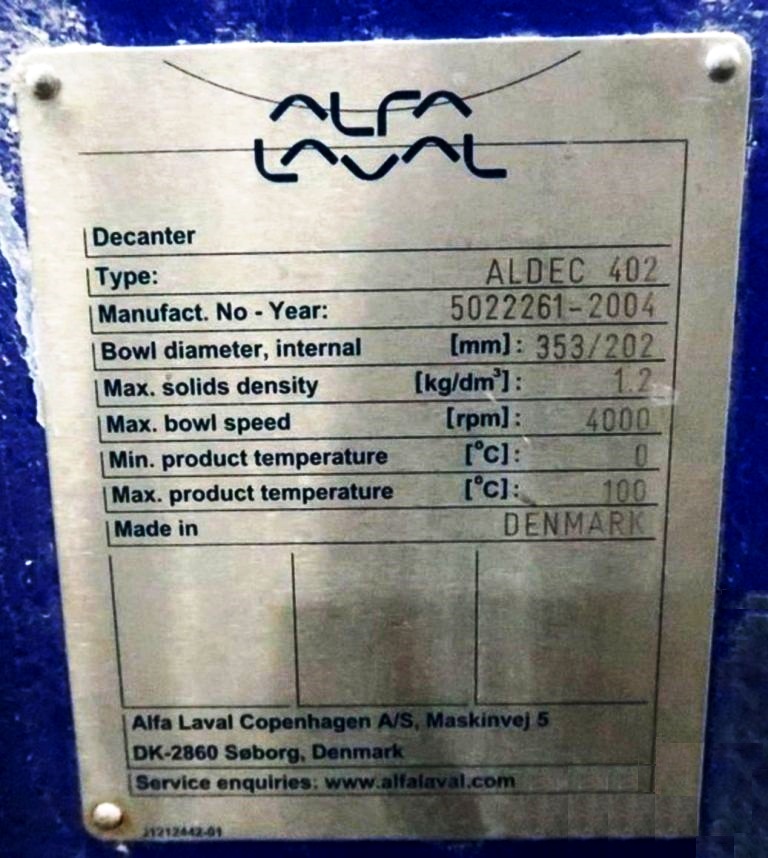 ALFA
LAVAL
Decanter
Type: ALDEC 402
Manufact. No - Year: 5022261-2004
Bowl diameter, internal [mm]: 353/202
Max. solids density [kg/dm³]: 1.2
Max. bowl speed [rpm]: 4000
Min. product temperature [°C]: 0
Max. product temperature [°C]: 100
Made in DENMARK
Alfa Laval Copenhagen A/S, Maskinvej 5
DK-2860 Søborg, Denmark
Service enquiries: www.alfalaval.com